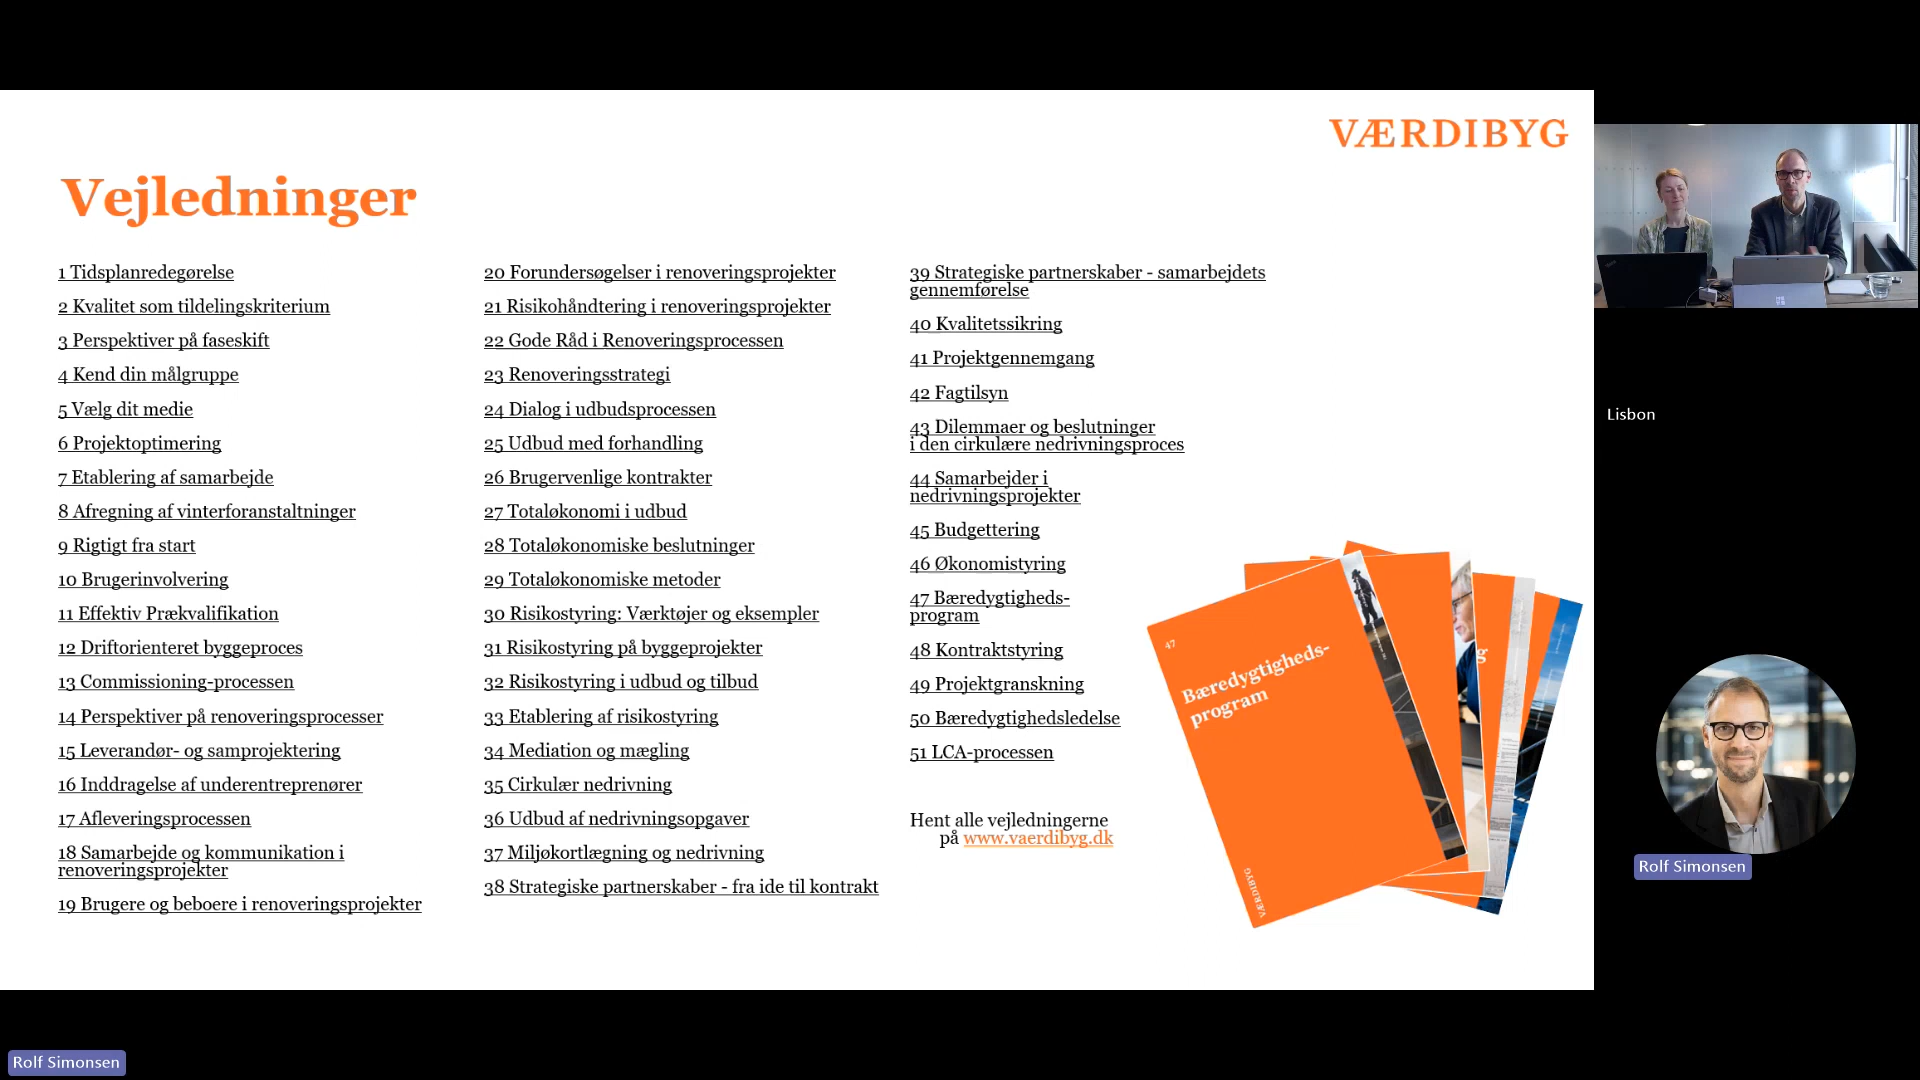 VÆRDIBYG
Vejledninger
1 Tidsplanredegørelse
2 Kvalitet som tildelingskriterium
3 Perspektiver på faseskift
4 Kend din målgruppe
5 Vælg dit medie
6 Projektoptimering
7 Etablering af samarbejde
8 Afregning af vinterforanstaltninger
9 Rigtigt fra start
10 Brugerinvolvering
11 Effektiv Prækvalifikation
12 Driftorienteret byggeproces
13 Commissioning-processen
14 Perspektiver på renoveringsprocesser
15 Leverandør- og samprojektering
16 Inddragelse af underentreprenører
17 Afleveringsprocessen
18 Samarbejde og kommunikation i
renoveringsprojekter
19 Brugere og beboere i renoveringsprojekter
20 Forundersøgelser i renoveringsprojekter
21 Risikohåndtering i renoveringsprojekter
22 Gode Råd i Renoveringsprocessen
23 Renoveringsstrategi
24 Dialog i udbudsprocessen
25 Udbud med forhandling
26 Brugervenlige kontrakter
27 Totaløkonomi i udbud
28 Totaløkonomiske beslutninger
29 Totaløkonomiske metoder
30 Risikostyring: Værktøjer og eksempler
31 Risikostyring på byggeprojekter
32 Risikostyring i udbud og tilbud
33 Etablering af risikostyring
34 Mediation og mægling
35 Cirkulær nedrivning
36 Udbud af nedrivningsopgaver
37 Miljøkortlægning og nedrivning
38 Strategiske partnerskaber - fra ide til kontrakt
39 Strategiske partnerskaber - samarbejdets
gennemførelse
40 Kvalitetssikring
41 Projektgennemgang
42 Fagtilsyn
43 Dilemmaer og beslutninger
i den cirkulære nedrivningsproces
44 Samarbejder i
nedrivningsprojekter
45 Budgettering
46 Økonomistyring
47 Bæredygtigheds-
program
48 Kontraktstyring
49 Projektgranskning
50 Bæredygtighedsledelse
51 LCA-processen
Hent alle vejledningerne
på www.vaerdibyg.dk
47
Bæredygtigheds-
program
VÆRDIBYG
g
Lisbon
Rolf Simonsen
Rolf Simonsen